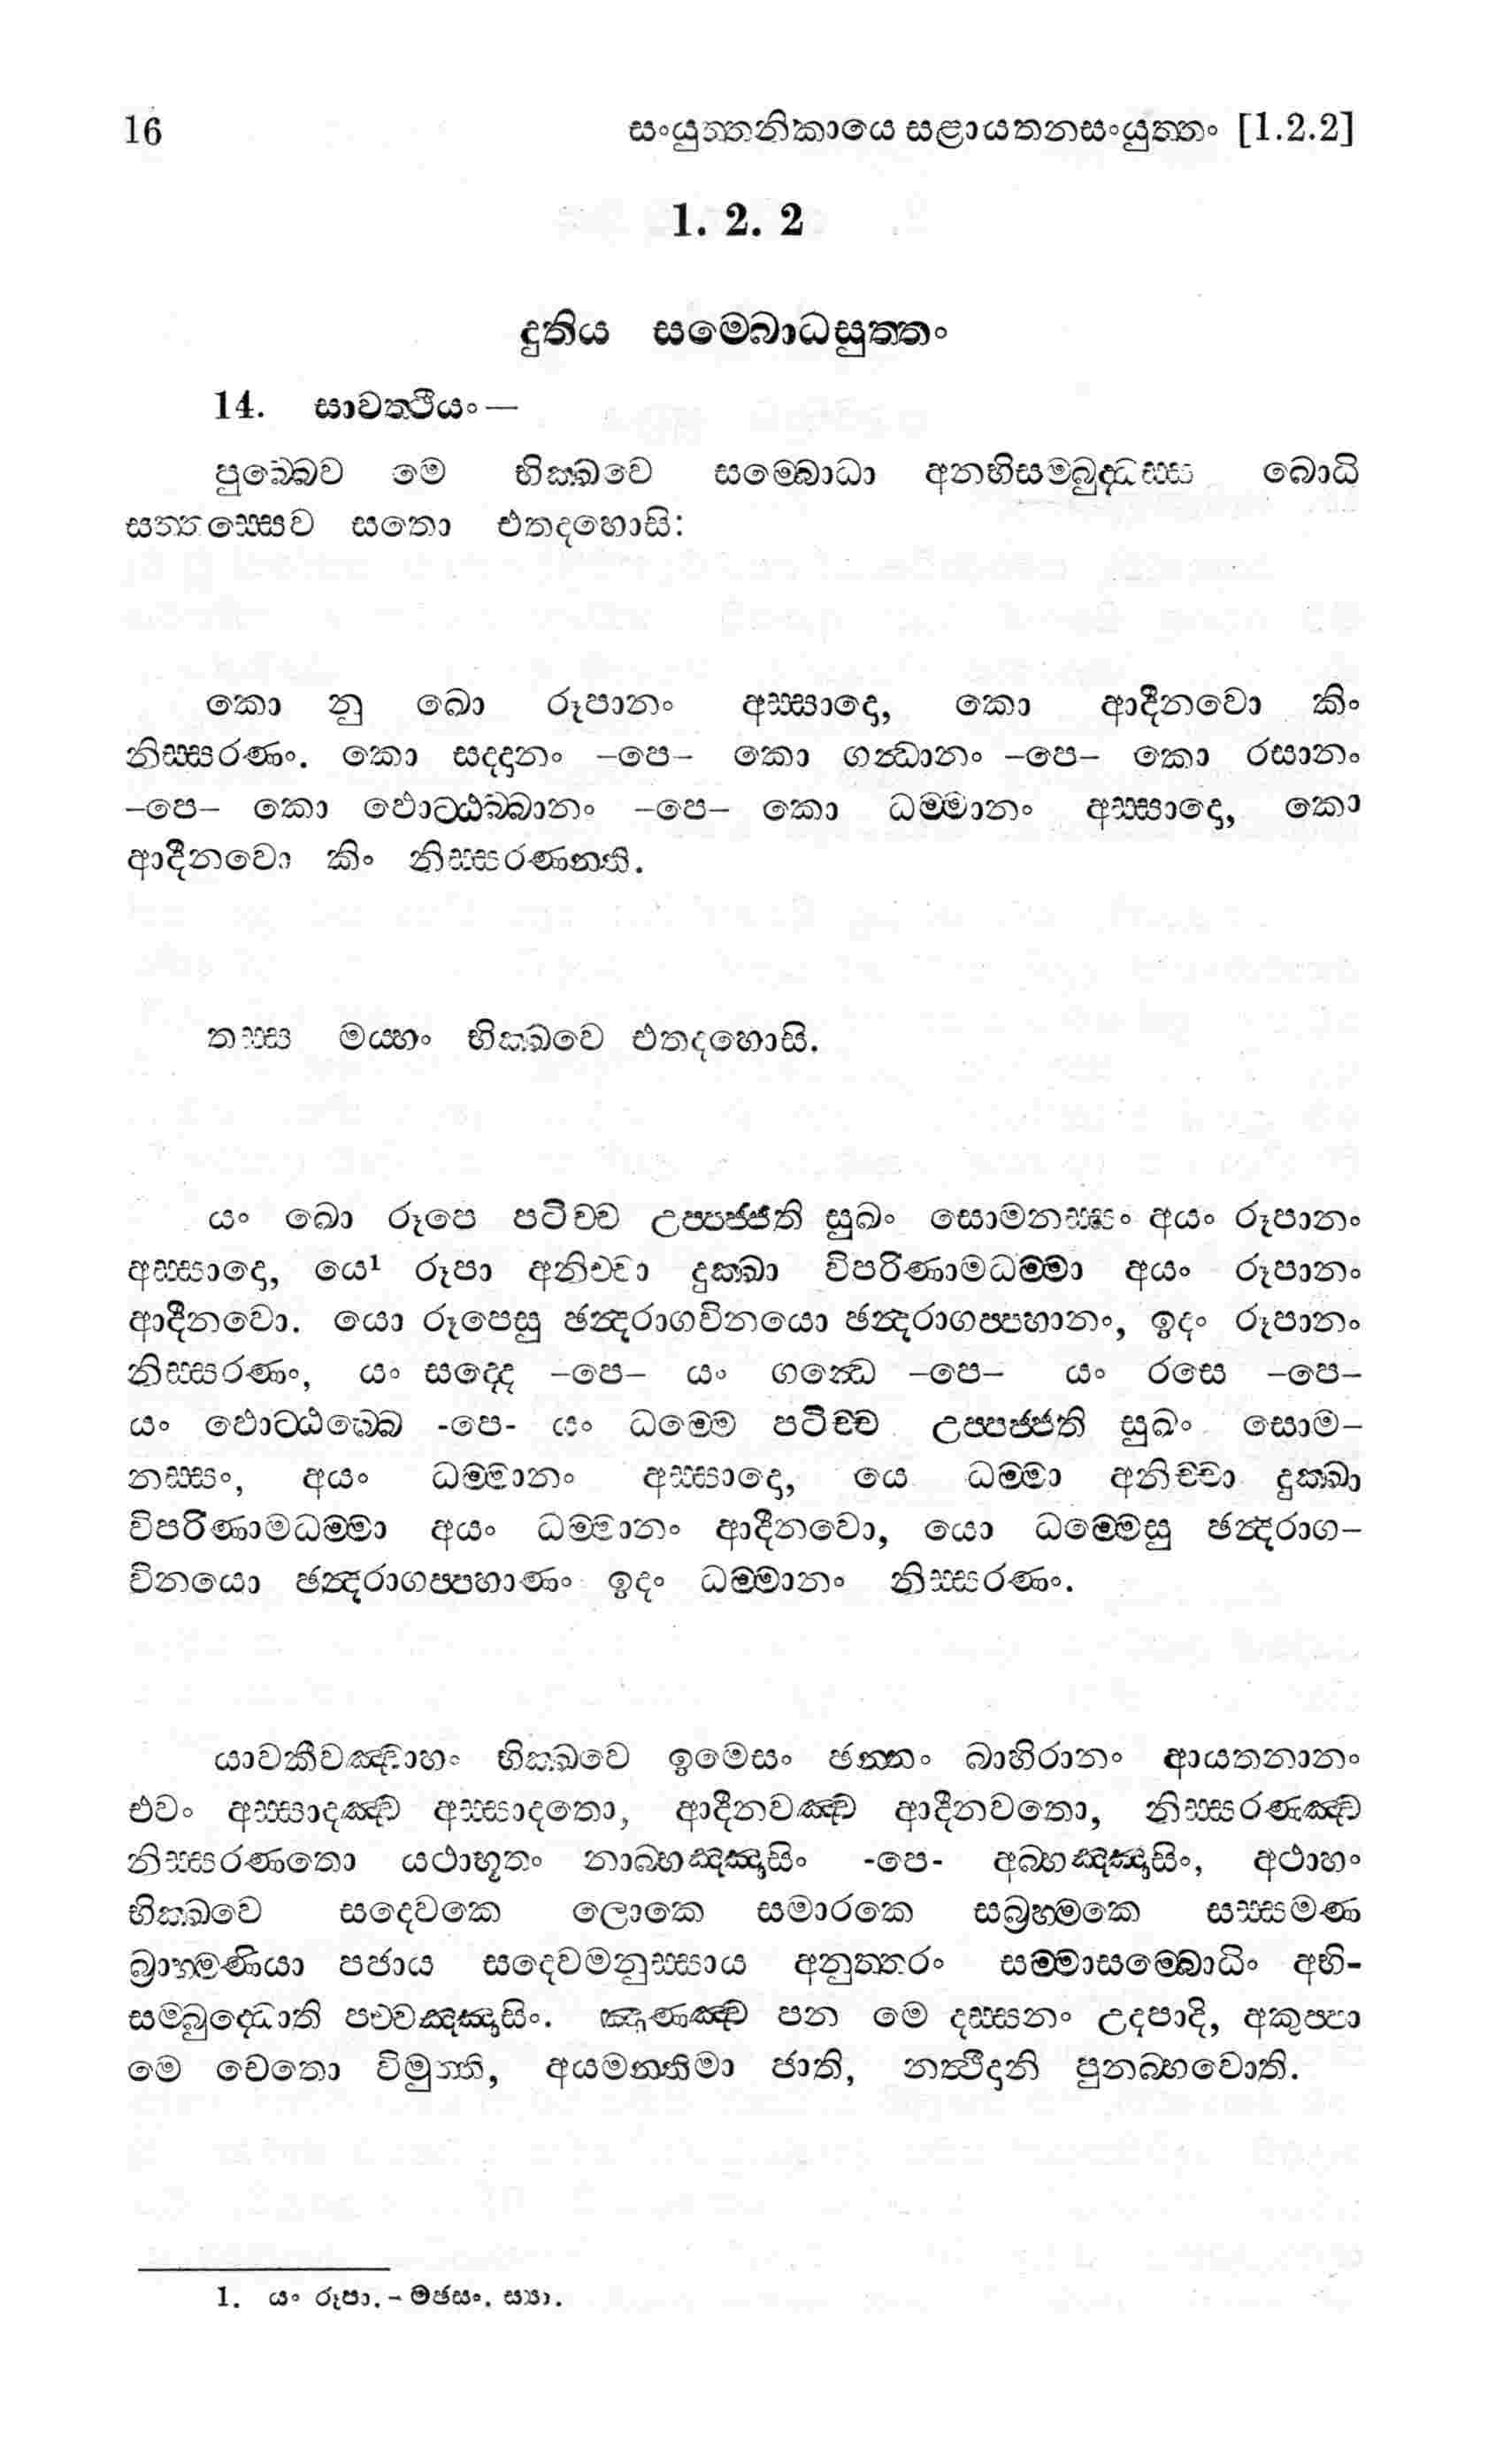 16 සංයුත්තනිකායෙ සළායතනසංයුත්තං [1.2.2]
1. 2. 2
දුතිය සම්බොධසුත්තං
14. සාවත්ථියං—
පුබ්බෙව මෙ භික්ඛවෙ සම්බොධා අනභිසම්බුද්ධස්ස බොධි
සත්තස්සෙව සතො එතදහොසි:
කො නු ඛො රූපානං අස්සාදො, කො ආදීනවො කිං
නිස්සරණං. කො සද්දානං –පෙ– කො ගන්ධානං –පෙ– කො රසානං
–පෙ– කො ඵොට්ඨබ්බානං –පෙ– කො ධම්මානං අස්සාදො, කො
ආදීනවො කිං නිස්සරණන්ති.
තස්ස මය්හං භික්ඛවෙ එතදහොසි.
යං ඛො රූපෙ පටිච්ච උප්පජ්ජති සුඛං සොමනස්සං අයං රූපානං
අස්සාදො, යෙ¹ රූපා අනිච්චා දුක්ඛා විපරිණාමධම්මා අයං රූපානං
ආදීනවො. යො රූපෙසු ඡන්දරාගවිනයො ඡන්දරාගප්පහානං, ඉදං රූපානං
නිස්සරණං, යං සද්දෙ –පෙ– යං ගන්ධෙ –පෙ– යං රසෙ –පෙ–
යං ඵොට්ඨබ්බෙ -පෙ- යං ධම්මෙ පටිච්ච උප්පජ්ජති සුඛං සොම–
නස්සං, අයං ධම්මානං අස්සාදො, යෙ ධම්මා අනිච්චා දුක්ඛා
විපරිණාමධම්මා අයං ධම්මානං ආදීනවො, යො ධම්මෙසු ඡන්දරාග–
විනයො ඡන්දරාගප්පහාණං ඉදං ධම්මානං නිස්සරණං.
යාවකීවඤ්චාහං භික්ඛවෙ ඉමෙසං ඡන්නං බාහිරානං ආයතනානං
එවං අස්සාදඤ්ච අස්සාදතො, ආදීනවඤ්ච ආදීනවතො, නිස්සරණඤ්ච
නිස්සරණතො යථාභූතං නාබ්භඤ්ඤාසිං -පෙ- අබ්භඤ්ඤාසිං, අථාහං
භික්ඛවෙ සදෙවකෙ ලොකෙ සමාරකෙ සබ්‍රහ්මකෙ සස්සමණ
බ්‍රාහ්මණියා පජාය සදෙවමනුස්සාය අනුත්තරං සම්මාසම්බොධිං අභි-
සම්බුද්ධොති පච්චඤ්ඤාසිං. ඤාණඤ්ච පන මෙ දස්සනං උදපාදි, අකුප්පා
මෙ චෙතො විමුත්ති, අයමන්තිමා ජාති, නත්ථිදානි පුනබ්භවොති.
1. යං රූපා. – මඡසං. ස්‍යා.